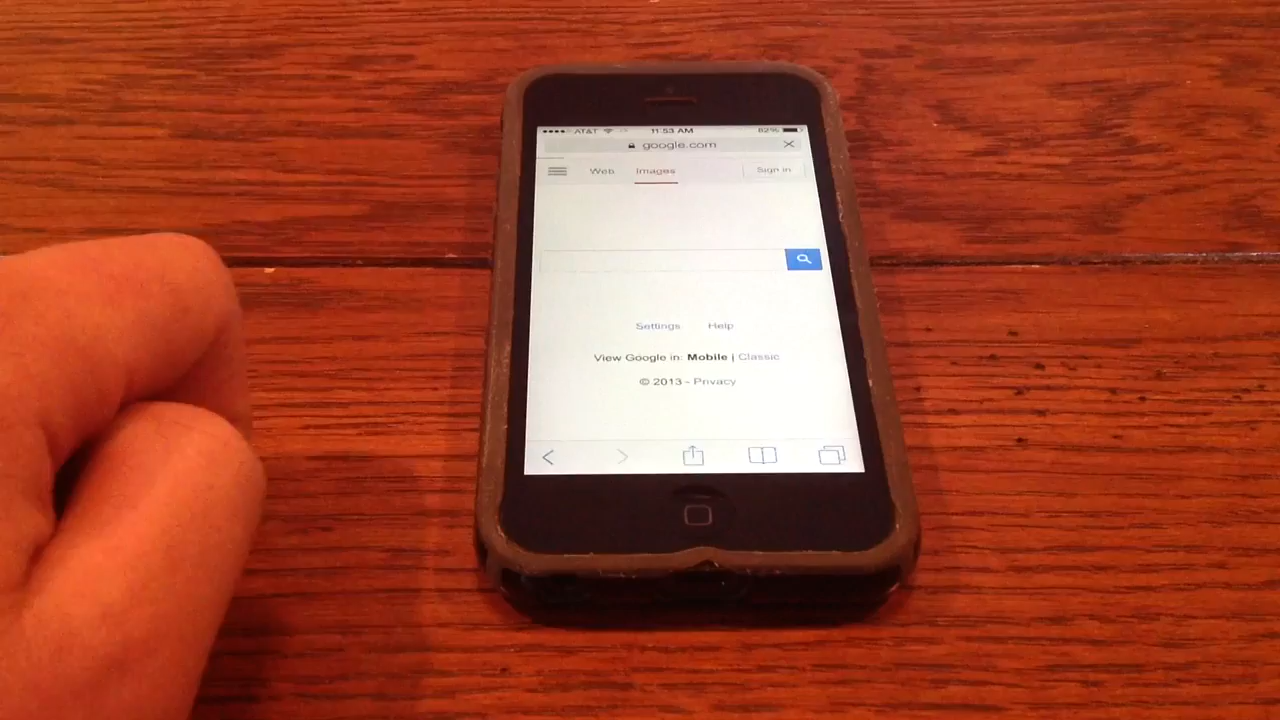 AT&T 11:53 AM 82%
google.com
Web Images Sign in
Settings Help
View Google in: Mobile | Classic
© 2013 - Privacy